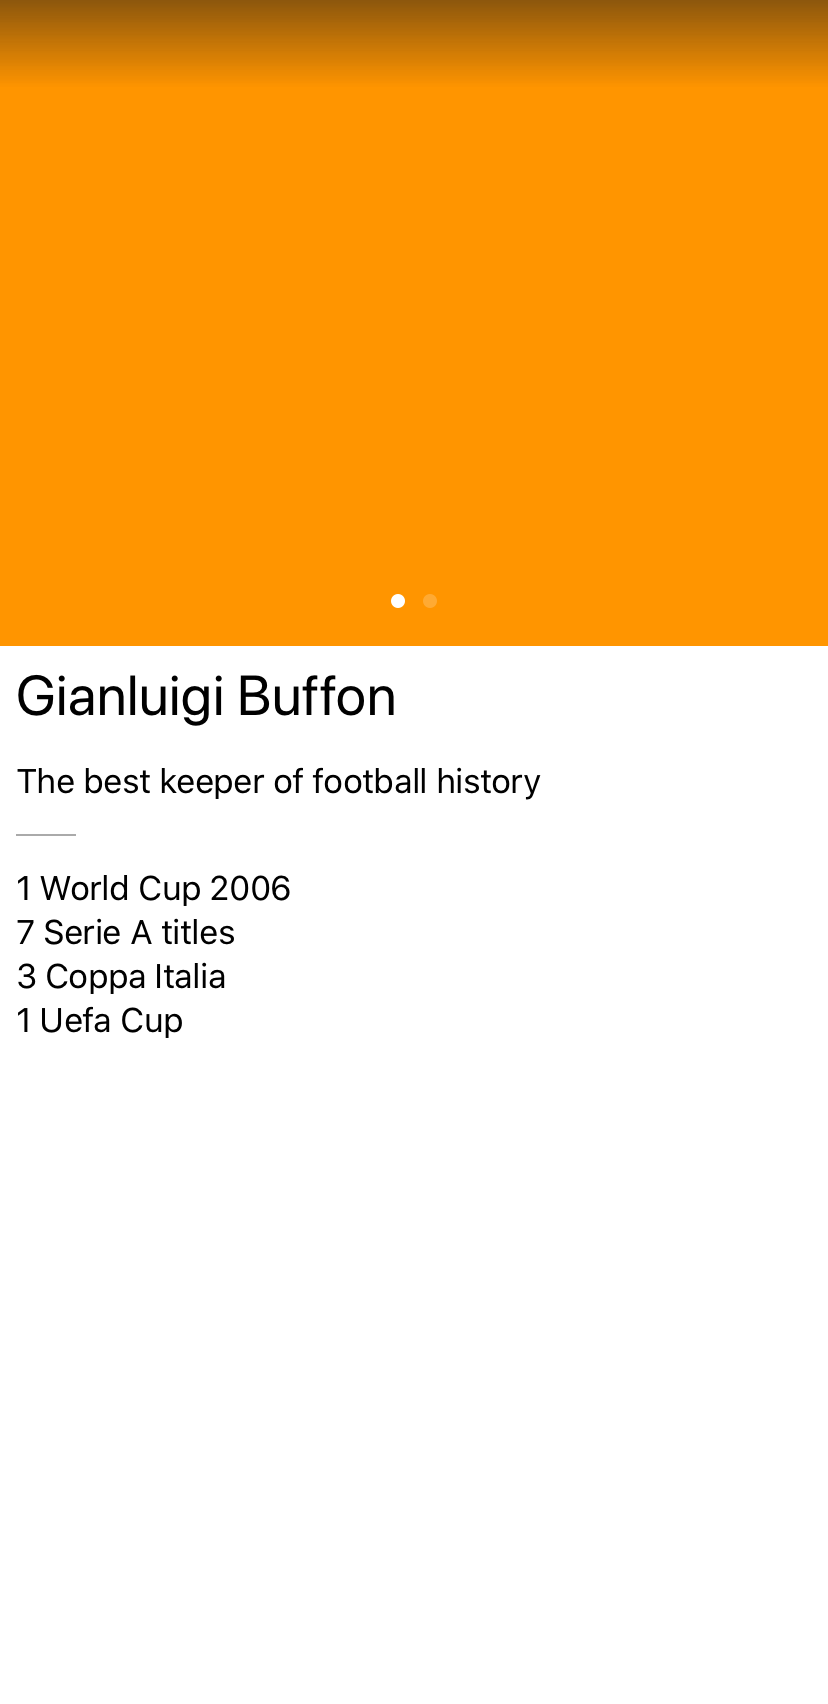 Gianluigi Buffon
The best keeper of football history
1 World Cup 2006
7 Serie A titles
3 Coppa Italia
1 Uefa Cup